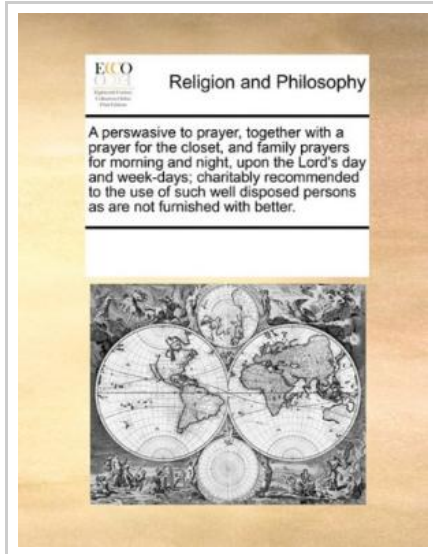 ECCO
Religion and Philosophy
A perswasive to prayer, together with a
prayer for the closet, and family prayers
for morning and night, upon the Lord's day
and week-days; charitably recommended
to the use of such well disposed persons
as are not furnished with better.